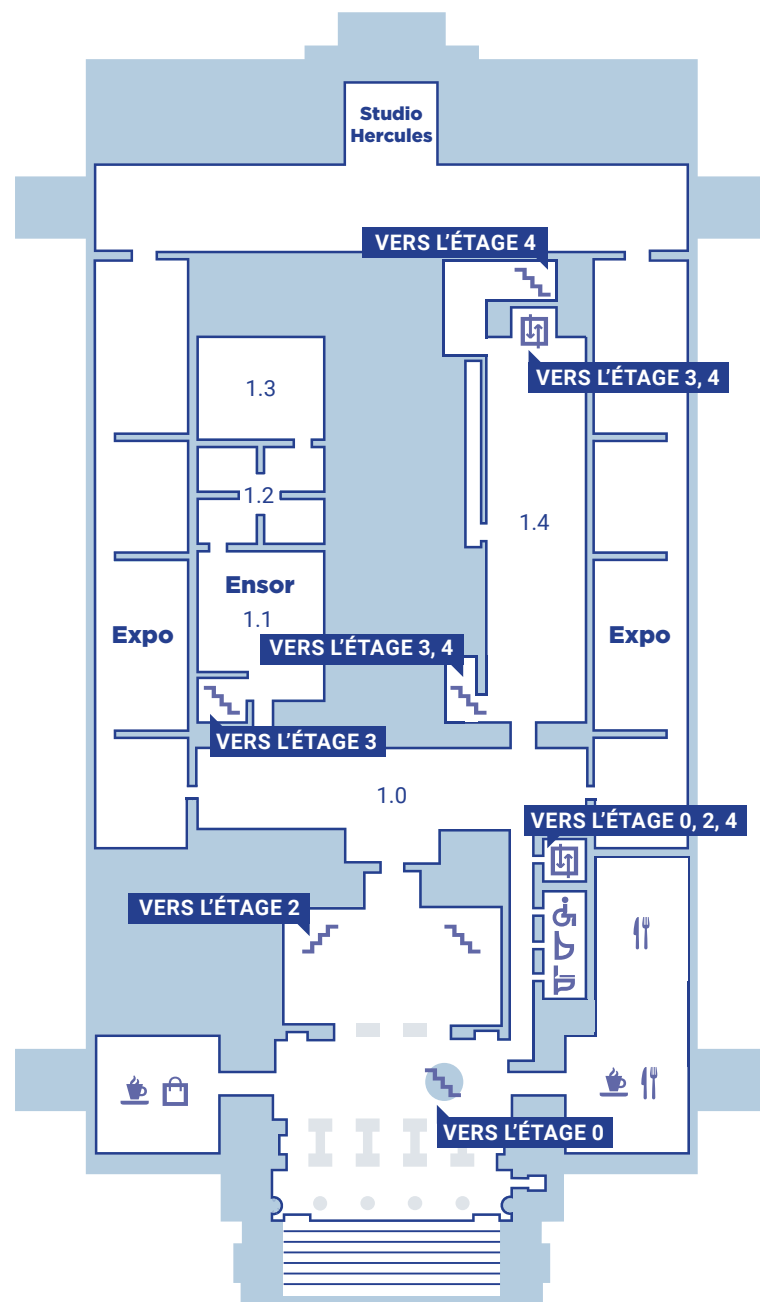 Studio
Hercules
VERS L’ÉTAGE 4
VERS L’ÉTAGE 3, 4
1.3
1.2
1.4
Ensor
1.1
Expo
Expo
VERS L’ÉTAGE 3, 4
VERS L’ÉTAGE 3
1.0
VERS L’ÉTAGE 0, 2, 4
VERS L’ÉTAGE 2
VERS L’ÉTAGE 0